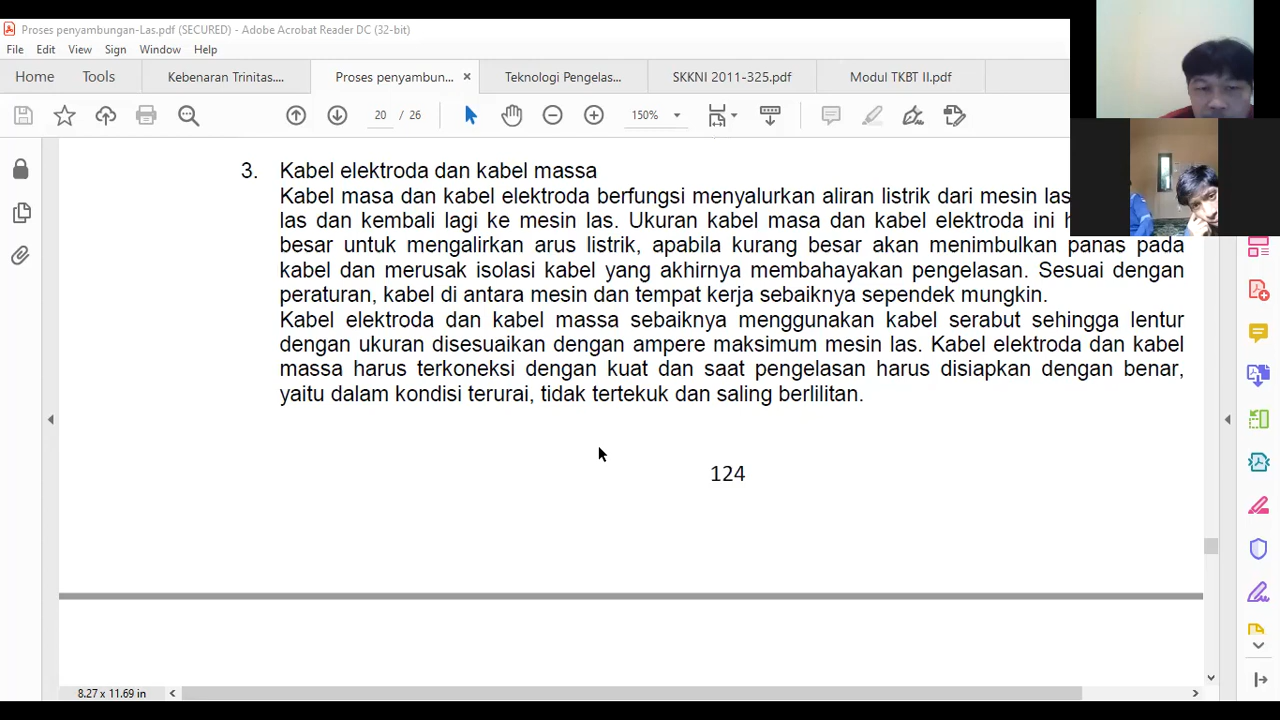 Proses penyambungan-Las.pdf (SECURED) - Adobe Acrobat Reader DC (32-bit)
File Edit View Sign Window Help
Home Tools Kebenaran Trinitas.... Proses penyambun... × Teknologi Pengelas... SKKNI 2011-325.pdf Modul TKBT II.pdf
20 / 26 150%
3. Kabel elektroda dan kabel massa
Kabel masa dan kabel elektroda berfungsi menyalurkan aliran listrik dari mesin las
las dan kembali lagi ke mesin las. Ukuran kabel masa dan kabel elektroda ini
besar untuk mengalirkan arus listrik, apabila kurang besar akan menimbulkan panas pada
kabel dan merusak isolasi kabel yang akhirnya membahayakan pengelasan. Sesuai dengan
peraturan, kabel di antara mesin dan tempat kerja sebaiknya sependek mungkin.
Kabel elektroda dan kabel massa sebaiknya menggunakan kabel serabut sehingga lentur
dengan ukuran disesuaikan dengan ampere maksimum mesin las. Kabel elektroda dan kabel
massa harus terkoneksi dengan kuat dan saat pengelasan harus disiapkan dengan benar,
yaitu dalam kondisi terurai, tidak tertekuk dan saling berlilitan.
124
8.27 x 11.69 in